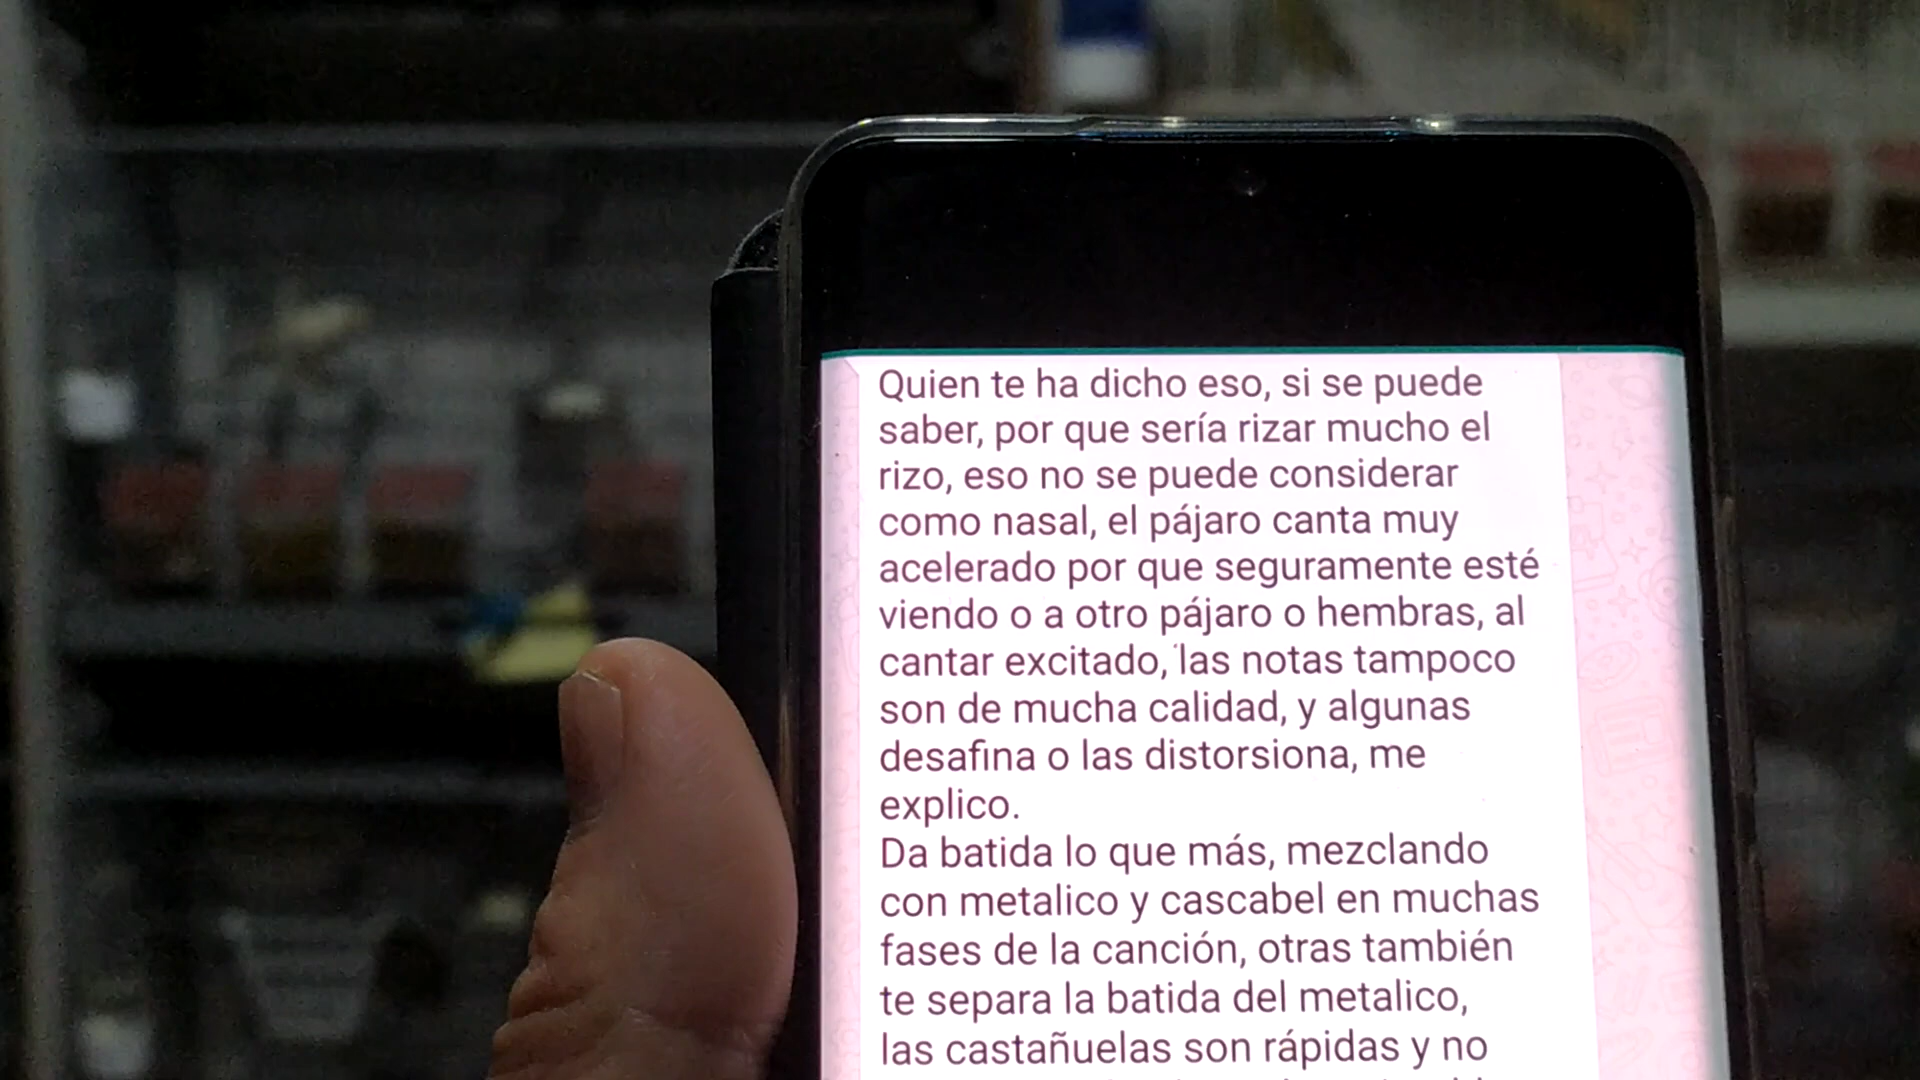 Quien te ha dicho eso, si se puede
saber, por que sería rizar mucho el
rizo, eso no se puede considerar
como nasal, el pájaro canta muy
acelerado por que seguramente esté
viendo o a otro pájaro o hembras, al
cantar excitado, las notas tampoco
son de mucha calidad, y algunas
desafina o las distorsiona, me
explico.
Da batida lo que más, mezclando
con metalico y cascabel en muchas
fases de la canción, otras también
te separa la batida del metalico,
las castañuelas son rápidas y no